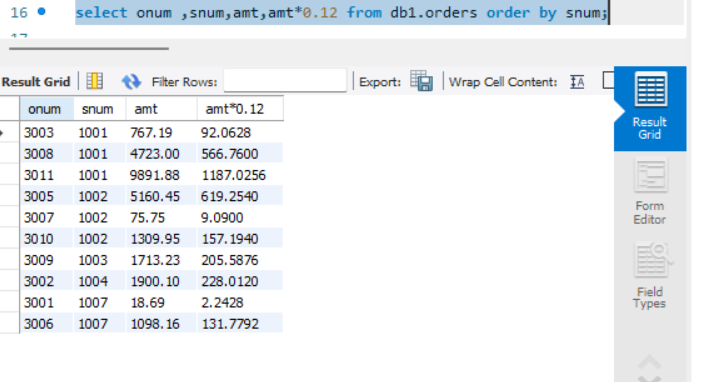 16 select onum ,snum,amt,amt*0.12 from db1.orders order by snum;
17
Result Grid Filter Rows: Export: Wrap Cell Content: IA
onum snum amt amt*0.12
3003 1001 767.19 92.0628
3008 1001 4723.00 566.7600
3011 1001 9891.88 1187.0256
3005 1002 5160.45 619.2540
3007 1002 75.75 9.0900
3010 1002 1309.95 157.1940
3009 1003 1713.23 205.5876
3002 1004 1900.10 228.0120
3001 1007 18.69 2.2428
3006 1007 1098.16 131.7792
Result
Grid
Form
Editor
Field
Types